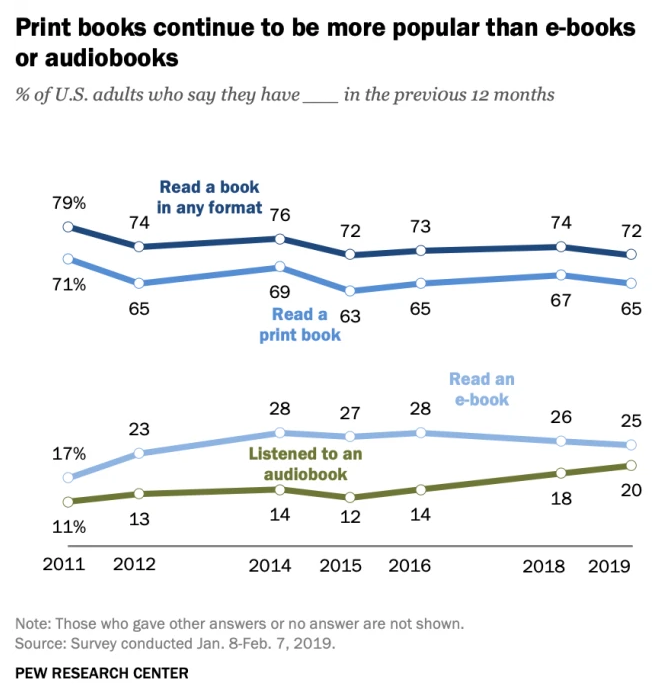 Print books continue to be more popular than e-books
or audiobooks
% of U.S. adults who say they have ___ in the previous 12 months
Read a book
in any format
79%
74
76
72
73
74
72
71%
65
69
63
65
67
65
Read a
print book
Read an
e-book
17%
23
28
27
28
26
25
Listened to an
audiobook
11%
13
14
12
14
18
20
2011
2012
2014
2015
2016
2018
2019
Note: Those who gave other answers or no answer are not shown.
Source: Survey conducted Jan. 8-Feb. 7, 2019.
PEW RESEARCH CENTER